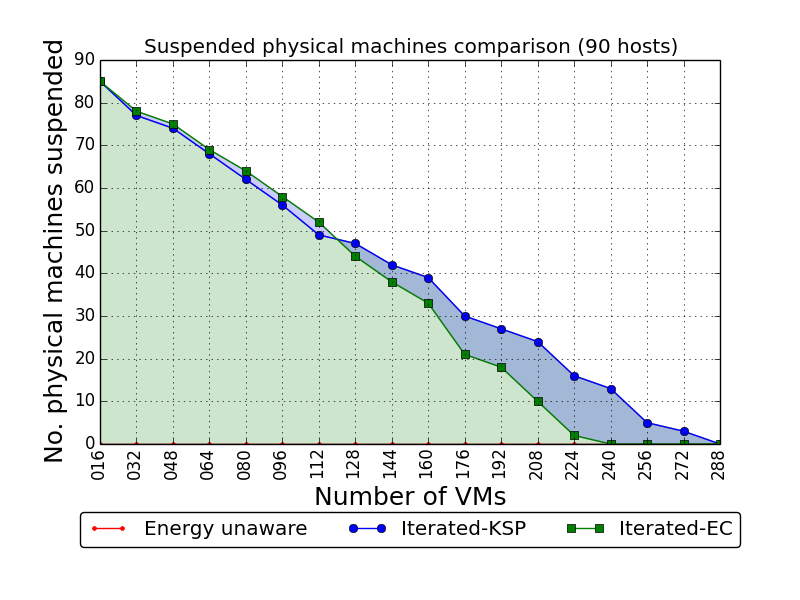 Suspended physical machines comparison (90 hosts)
No. physical machines suspended
90
80
70
60
50
40
30
20
10
0
016 032 048 064 080 096 112 128 144 160 176 192 208 224 240 256 272 288
Number of VMs
Energy unaware Iterated-KSP Iterated-EC